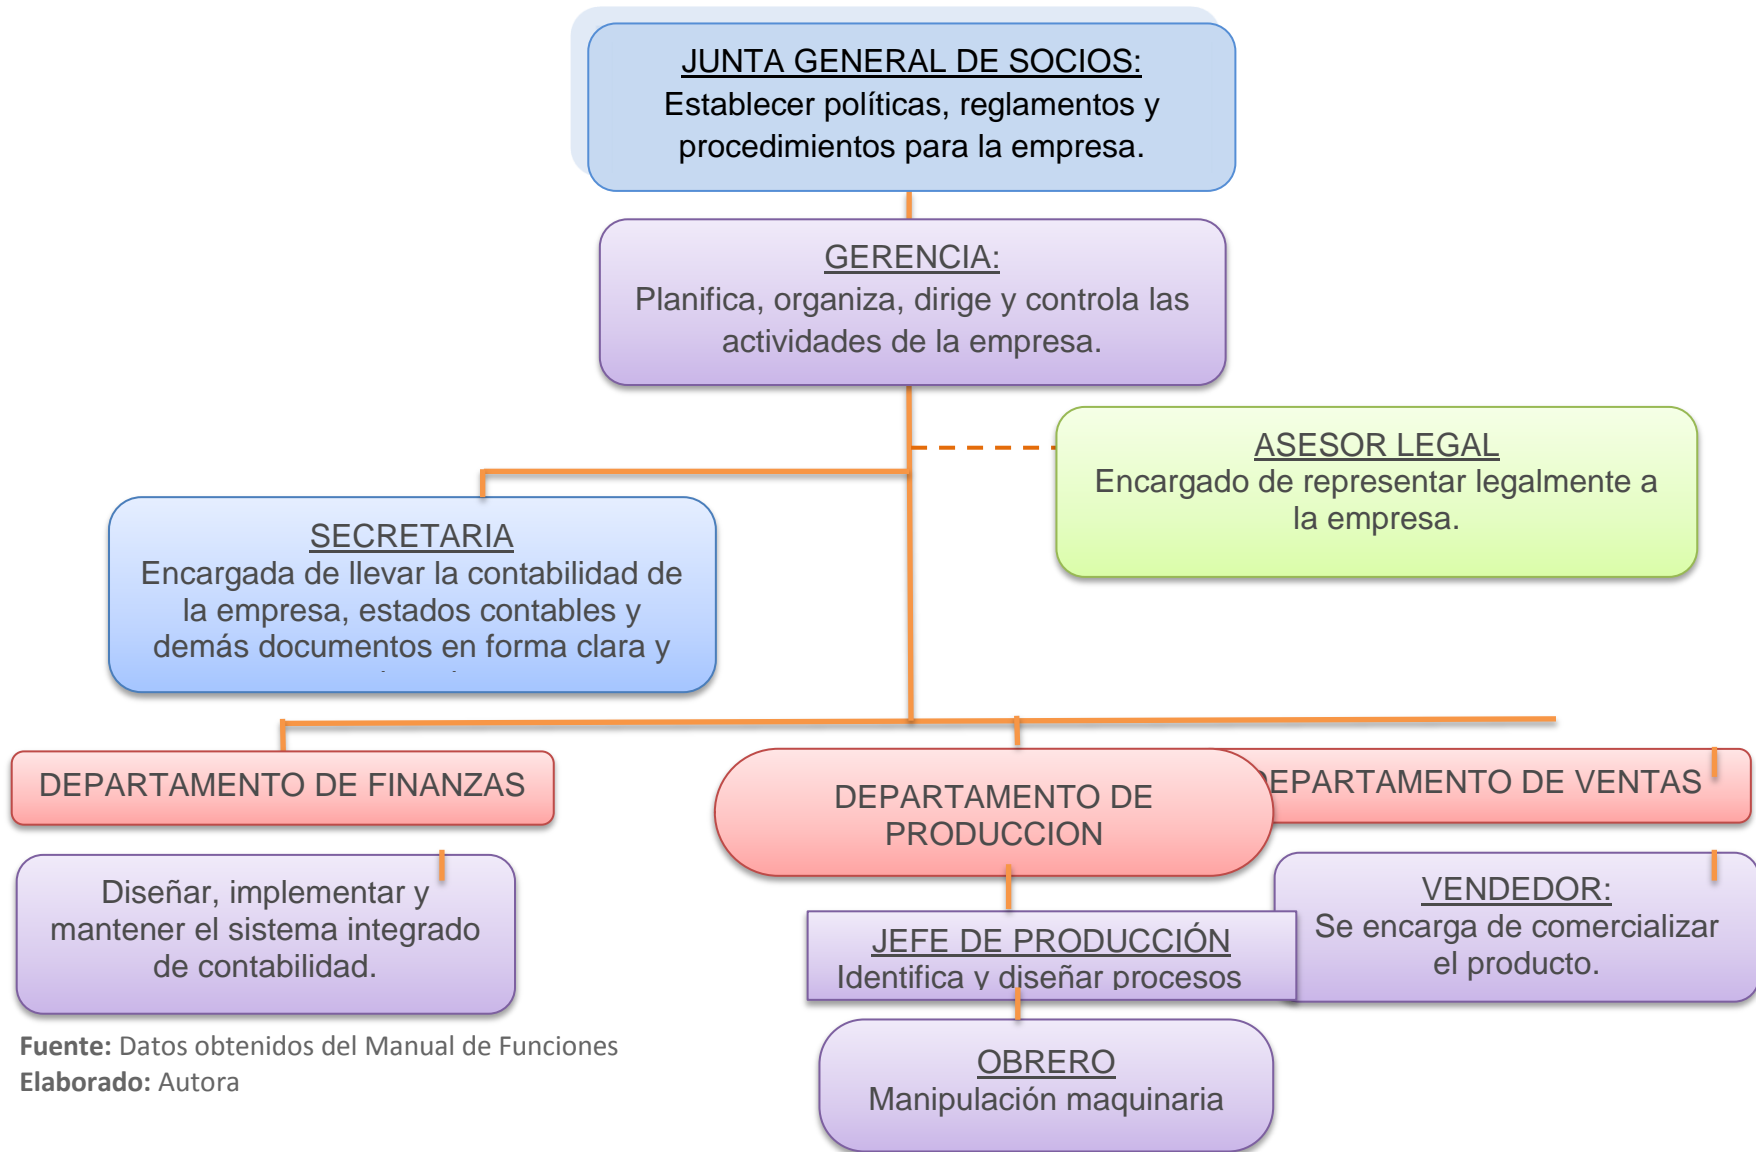 JUNTA GENERAL DE SOCIOS:
Establecer políticas, reglamentos y
procedimientos para la empresa.
GERENCIA:
Planifica, organiza, dirige y controla las
actividades de la empresa.
ASESOR LEGAL
Encargado de representar legalmente a
la empresa.
SECRETARIA
Encargada de llevar la contabilidad de
la empresa, estados contables y
demás documentos en forma clara y
DEPARTAMENTO DE FINANZAS
DEPARTAMENTO DE
PRODUCCION
EPARTAMENTO DE VENTAS
Diseñar, implementar y
mantener el sistema integrado
de contabilidad.
JEFE DE PRODUCCIÓN
Identifica y diseñar procesos
VENDEDOR:
Se encarga de comercializar
el producto.
OBRERO
Manipulación maquinaria
Fuente: Datos obtenidos del Manual de Funciones
Elaborado: Autora